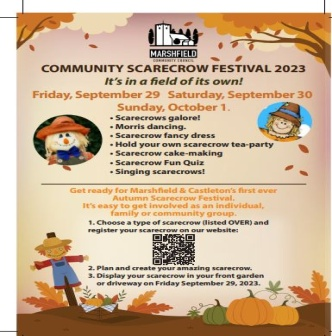 MARSHFIELD
COMMUNITY COUNCIL
COMMUNITY SCARECROW FESTIVAL 2023
It's in a field of its own!
Friday, September 29 Saturday, September 30
Sunday, October 1.
• Scarecrows galore!
• Morris dancing.
• Scarecrow fancy dress
• Hold your own scarecrow tea-party
• Scarecrow cake-making
• Scarecrow Fun Quiz
• Singing scarecrows!
Get ready for Marshfield & Castleton's first ever
Autumn Scarecrow Festival.
It's easy to get involved as an individual,
family or community group.
1. Choose a type of scarecrow (listed OVER) and
register your scarecrow on our website:
2. Plan and create your amazing scarecrow.
3. Display your scarecrow in your front garden
or driveway on Friday September 29, 2023.